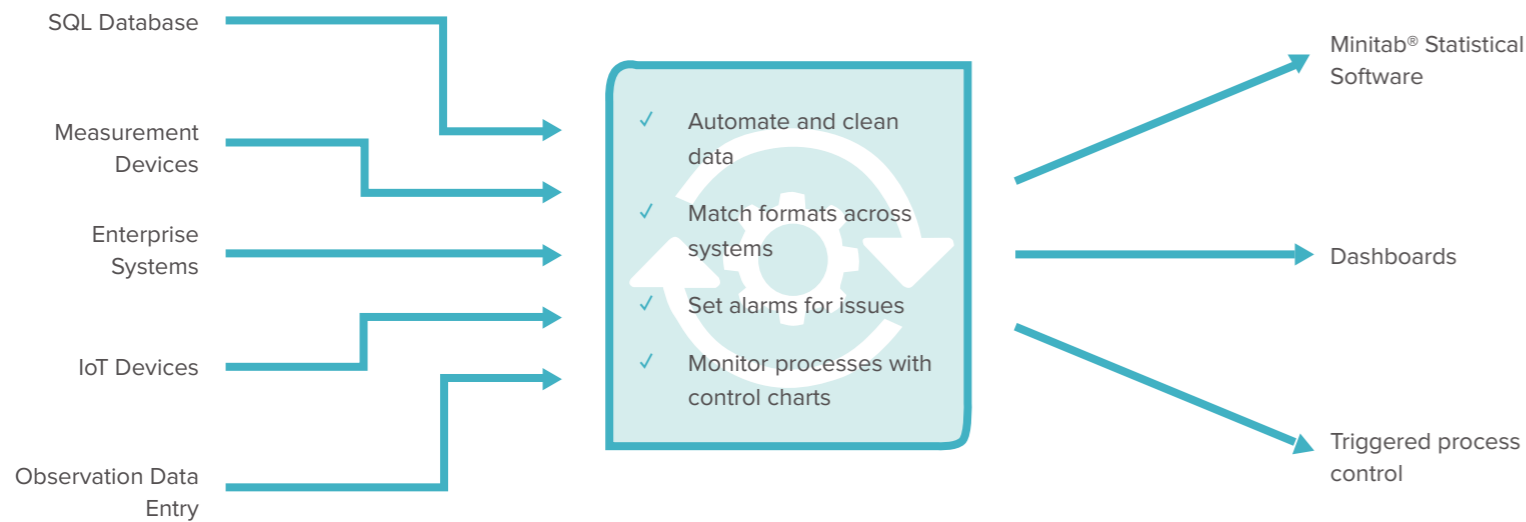 SQL Database
Measurement
Devices
Enterprise
Systems
IoT Devices
Observation Data
Entry
✓ Automate and clean
data
✓ Match formats across
systems
✓ Set alarms for issues
✓ Monitor processes with
control charts
Minitab® Statistical
Software
Dashboards
Triggered process
control